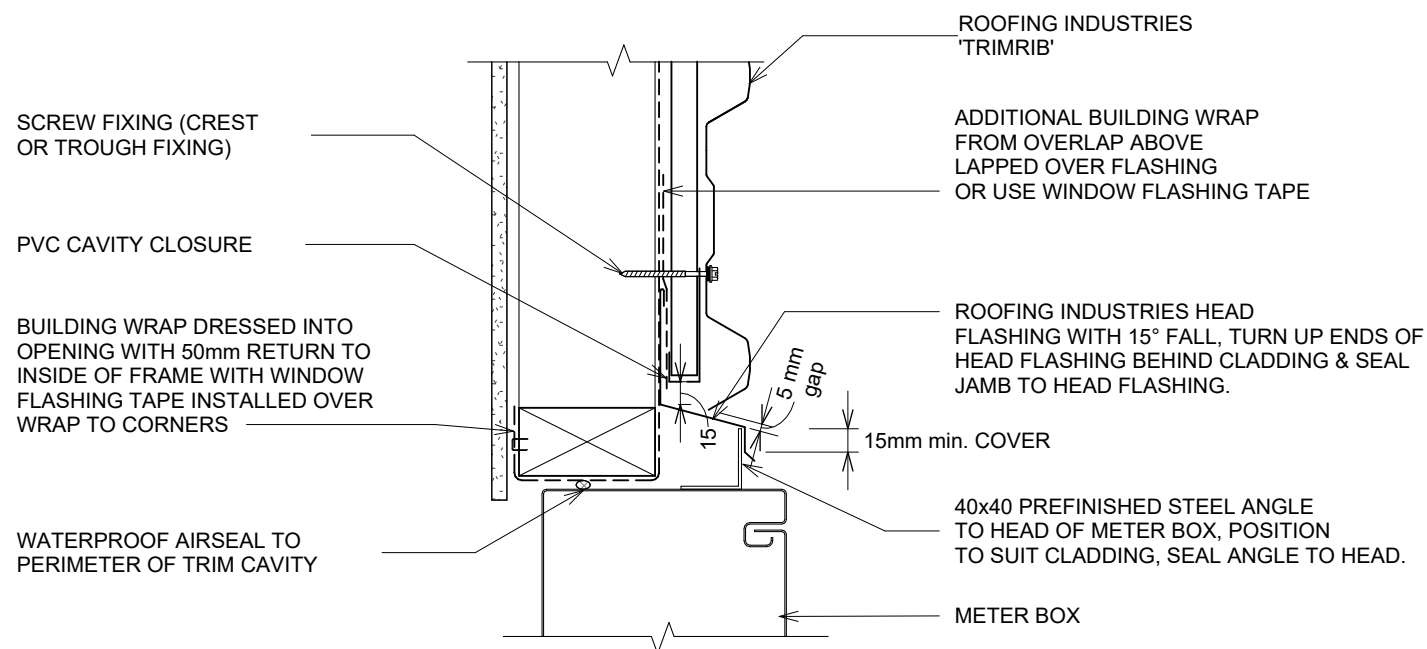 ROOFING INDUSTRIES
'TRIMRIB'
SCREW FIXING (CREST
OR TROUGH FIXING)
ADDITIONAL BUILDING WRAP
FROM OVERLAP ABOVE
LAPPED OVER FLASHING
OR USE WINDOW FLASHING TAPE
PVC CAVITY CLOSURE
BUILDING WRAP DRESSED INTO
OPENING WITH 50mm RETURN TO
INSIDE OF FRAME WITH WINDOW
FLASHING TAPE INSTALLED OVER
WRAP TO CORNERS
ROOFING INDUSTRIES HEAD
FLASHING WITH 15° FALL, TURN UP ENDS OF
HEAD FLASHING BEHIND CLADDING & SEAL
JAMB TO HEAD FLASHING.
5 mm
gap
15
15mm min. COVER
WATERPROOF AIRSEAL TO
PERIMETER OF TRIM CAVITY
40x40 PREFINISHED STEEL ANGLE
TO HEAD OF METER BOX, POSITION
TO SUIT CLADDING, SEAL ANGLE TO HEAD.
METER BOX